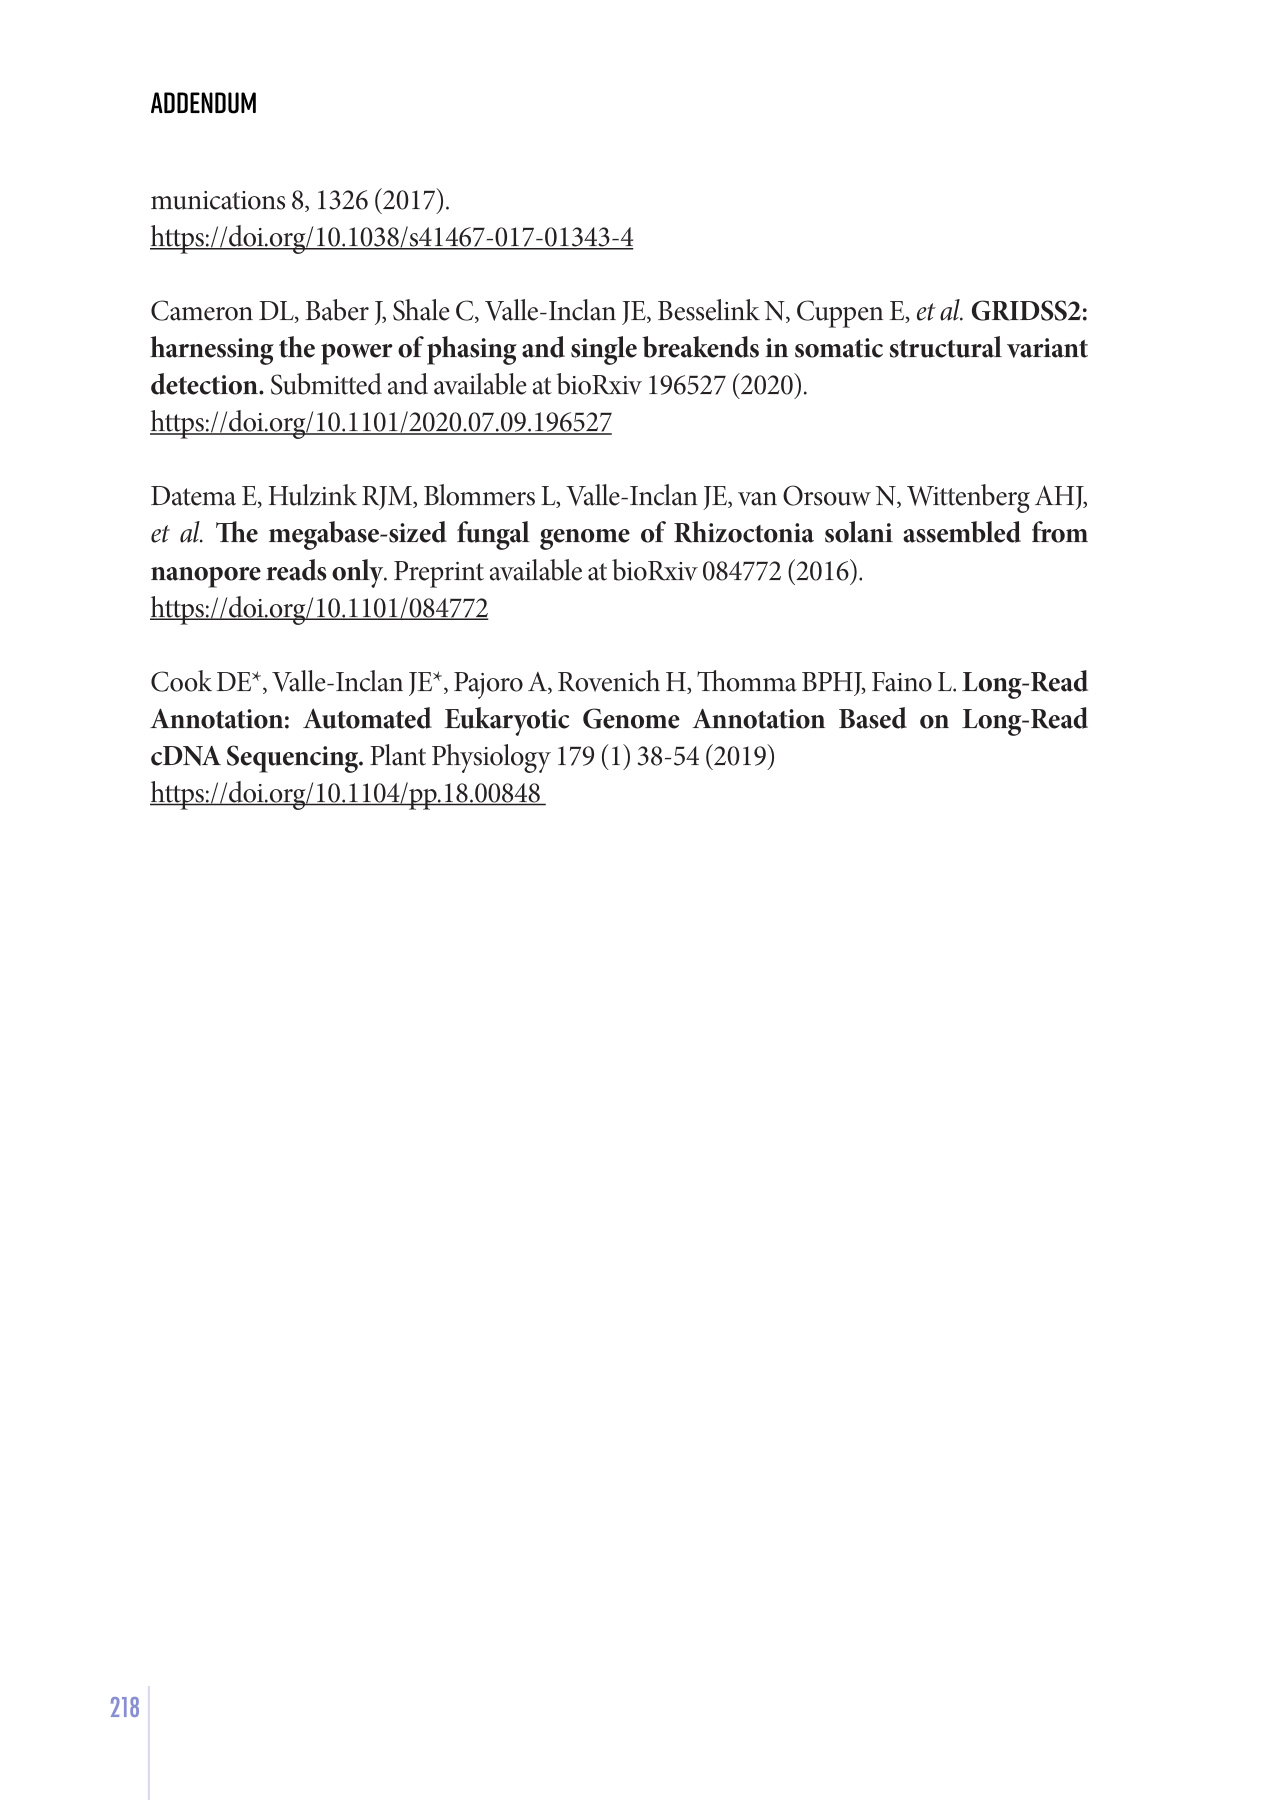 ADDENDUM
munications 8, 1326 (2017).
https://doi.org/10.1038/s41467-017-01343-4
Cameron DL, Baber J, Shale C, Valle-Inclan JE, Besselink N, Cuppen E, et al. GRIDSS2:
harnessing the power of phasing and single breakends in somatic structural variant
detection. Submitted and available at bioRxiv 196527 (2020).
https://doi.org/10.1101/2020.07.09.196527
Datema E, Hulzink RJM, Blommers L, Valle-Inclan JE, van Orsouw N, Wittenberg AHJ,
et al. The megabase-sized fungal genome of Rhizoctonia solani assembled from
nanopore reads only. Preprint available at bioRxiv 084772 (2016).
https://doi.org/10.1101/084772
Cook DE*, Valle-Inclan JE*, Pajoro A, Rovenich H, Thomma BPHJ, Faino L. Long-Read
Annotation: Automated Eukaryotic Genome Annotation Based on Long-Read
cDNA Sequencing. Plant Physiology 179 (1) 38-54 (2019)
https://doi.org/10.1104/pp.18.00848
218